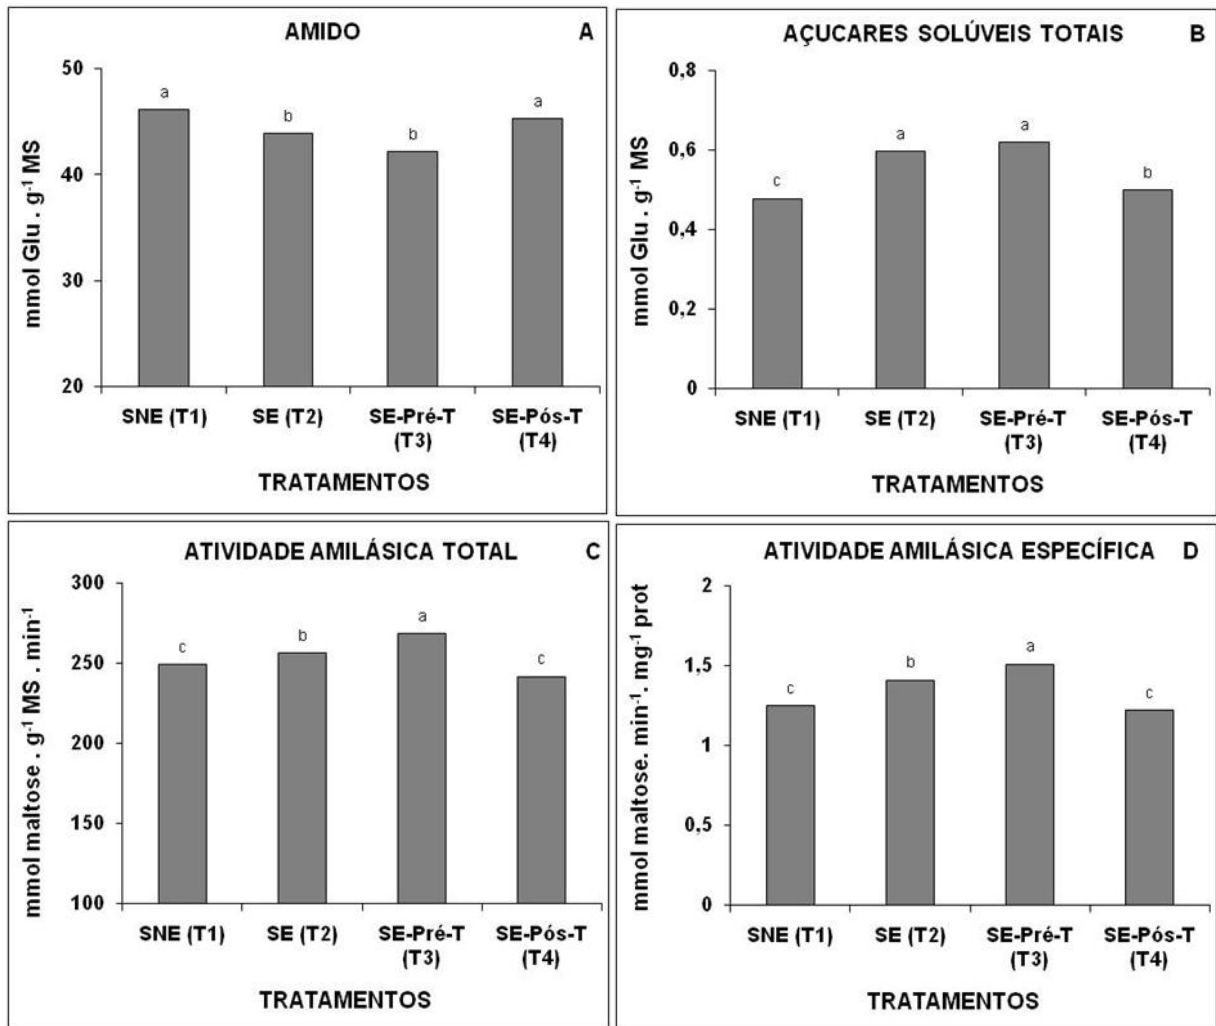 AMIDO A
mmol Glu . g⁻¹ MS
50
40
30
20
a
b
b
a
SNE (T1) SE (T2) SE-Pré-T (T3) SE-Pós-T (T4)
TRATAMENTOS
AÇUCARES SOLÚVEIS TOTAIS B
mmol Glu . g⁻¹ MS
0,8
0,6
0,4
0,2
0
c
a
a
b
SNE (T1) SE (T2) SE-Pré-T (T3) SE-Pós-T (T4)
TRATAMENTOS
ATIVIDADE AMILÁSICA TOTAL C
mmol maltose . g⁻¹ MS . min⁻¹
300
250
200
150
100
c
b
a
c
SNE (T1) SE (T2) SE-Pré-T (T3) SE-Pós-T (T4)
TRATAMENTOS
ATIVIDADE AMILÁSICA ESPECÍFICA D
mmol maltose. min⁻¹. mg⁻¹ prot
2
1,5
1
0,5
0
c
b
a
c
SNE (T1) SE (T2) SE-Pré-T (T3) SE-Pós-T (T4)
TRATAMENTOS